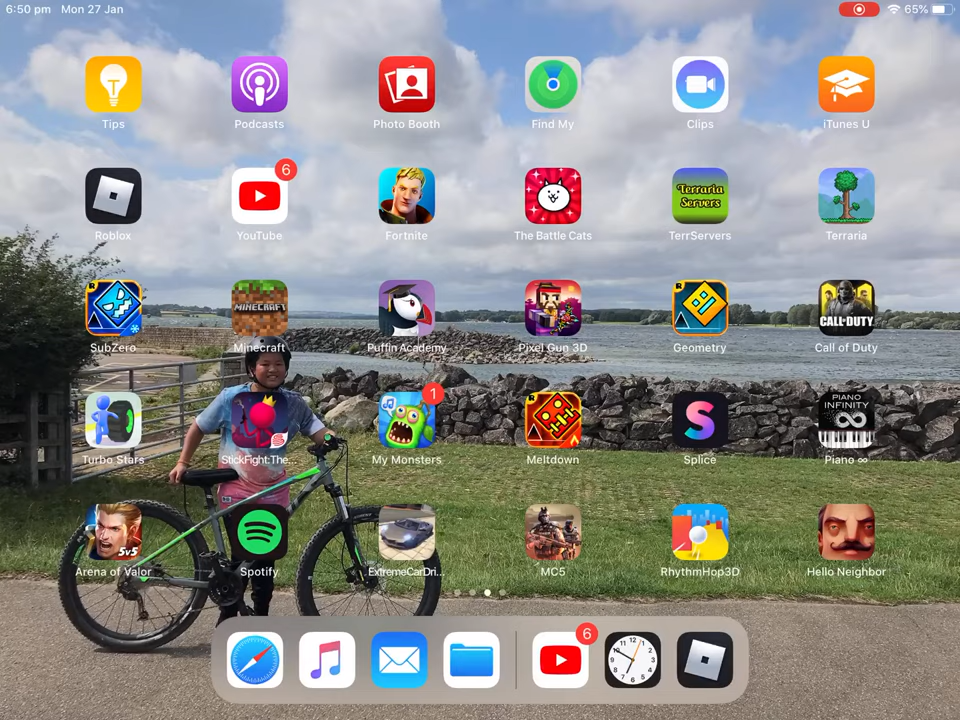 6:50 pm Mon 27 Jan
65%
Tips
Podcasts
Photo Booth
Find My
Clips
iTunes U
6
Terraria Servers
Roblox
YouTube
Fortnite
The Battle Cats
TerrServers
Terraria
MINECRAFT
CALL·DUTY
SubZero
Minecraft
Puffin Academy
Pixel Gun 3D
Geometry
Call of Duty
1
PIANO INFINITY
Turbo Stars
StickFight:The...
My Monsters
Meltdown
Splice
Piano ∞
5v5
Arena of Valor
Spotify
ExtremeCarDri...
MC5
RhythmHop3D
Hello Neighbor
6